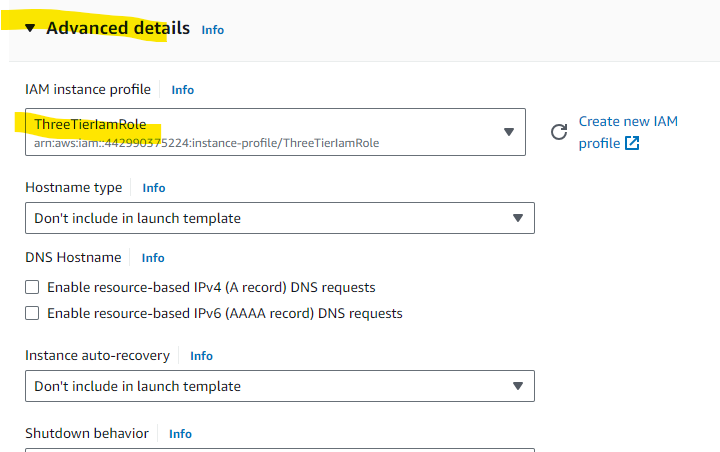 Advanced details Info
IAM instance profile Info
ThreeTierIamRole
arn:aws:iam::442990375224:instance-profile/ThreeTierIamRole
Create new IAM
profile
Hostname type Info
Don't include in launch template
DNS Hostname Info
Enable resource-based IPv4 (A record) DNS requests
Enable resource-based IPv6 (AAAA record) DNS requests
Instance auto-recovery Info
Don't include in launch template
Shutdown behavior Info